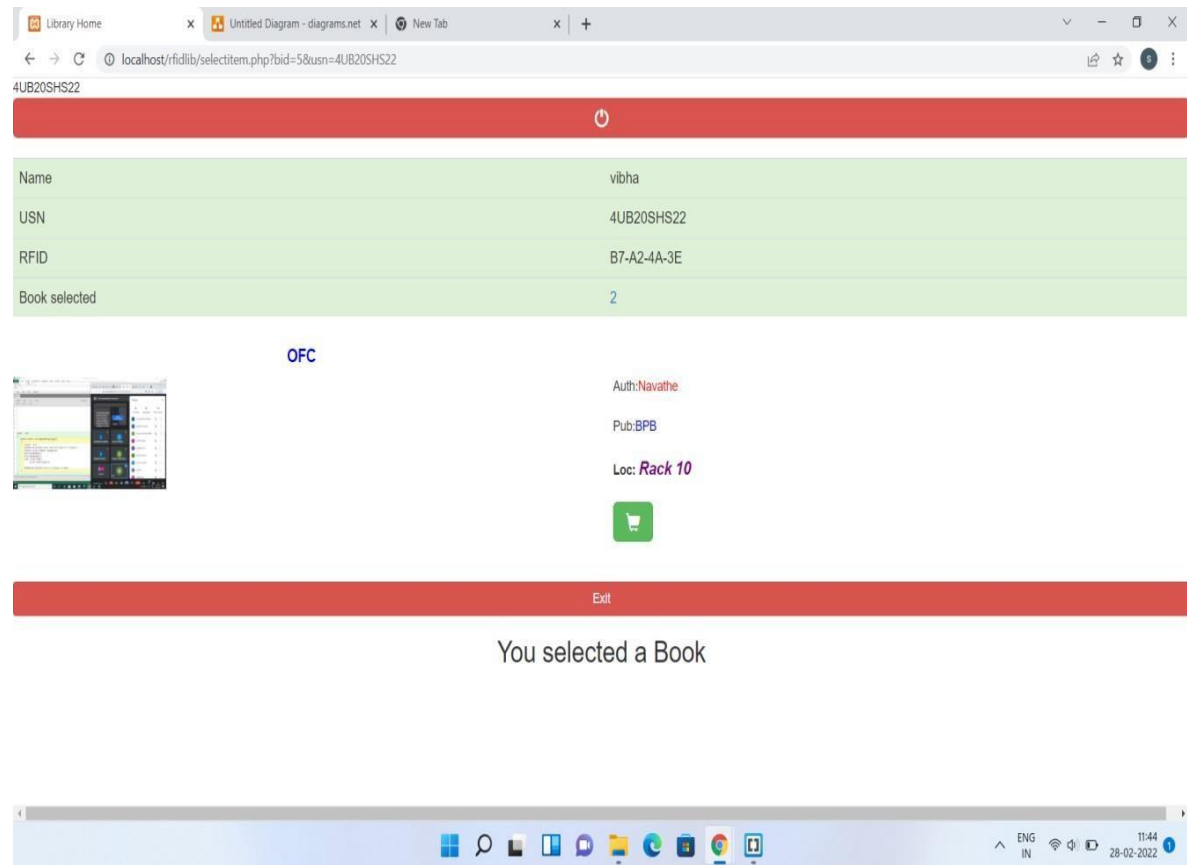 Library Home
Untitled Diagram - diagrams.net
New Tab
localhost/rfidlib/selectitem.php?bid=5&usn=4UB20SHS22
S
4UB20SHS22
Name vibha
USN 4UB20SHS22
RFID B7-A2-4A-3E
Book selected 2
OFC
Auth:Navathe
Pub:BPB
Loc: Rack 10
Exit
You selected a Book
ENG
IN
11:44
28-02-2022
1